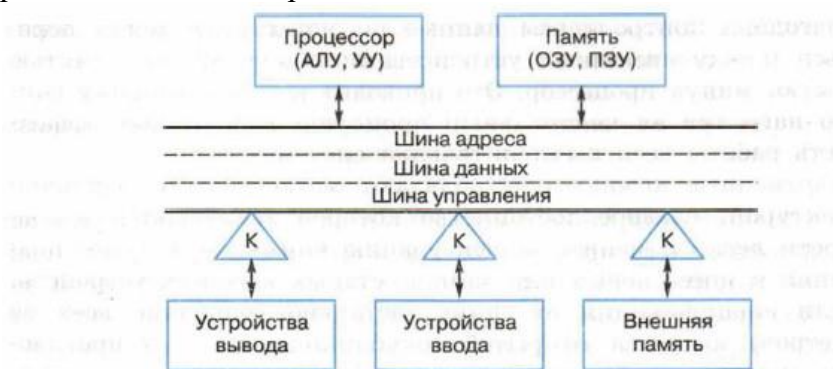 Процессор
(АЛУ, УУ)
Память
(ОЗУ, ПЗУ)
Шина адреса
Шина данных
Шина управления
К
К
К
Устройства
вывода
Устройства
ввода
Внешняя
память